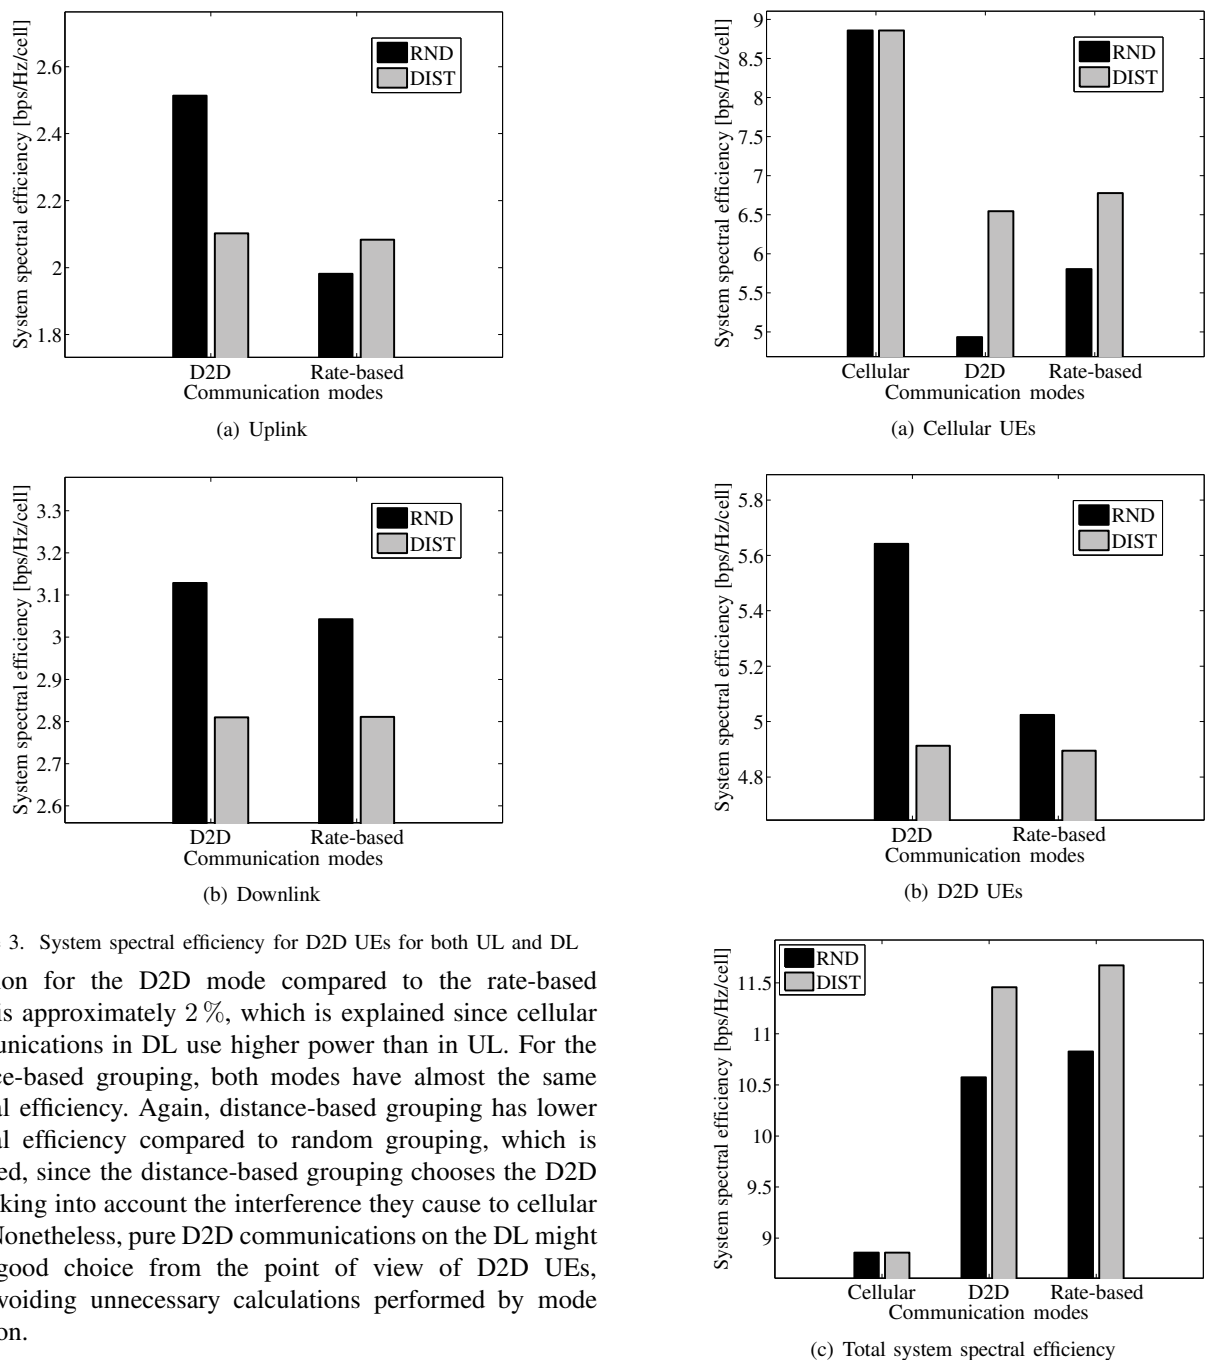 System spectral efficiency [bps/Hz/cell]
2.6
2.4
2.2
2
1.8
RND
DIST
D2D Rate-based
Communication modes
(a) Uplink
System spectral efficiency [bps/Hz/cell]
3.3
3.2
3.1
3
2.9
2.8
2.7
2.6
RND
DIST
D2D Rate-based
Communication modes
(b) Downlink
3. System spectral efficiency for D2D UEs for both UL and DL
ion for the D2D mode compared to the rate-based
is approximately 2 %, which is explained since cellular
unications in DL use higher power than in UL. For the
ce-based grouping, both modes have almost the same
al efficiency. Again, distance-based grouping has lower
al efficiency compared to random grouping, which is
ed, since the distance-based grouping chooses the D2D
king into account the interference they cause to cellular
Nonetheless, pure D2D communications on the DL might
good choice from the point of view of D2D UEs,
voiding unnecessary calculations performed by mode
on.
System spectral efficiency [bps/Hz/cell]
9
8.5
8
7.5
7
6.5
6
5.5
5
RND
DIST
Cellular D2D Rate-based
Communication modes
(a) Cellular UEs
System spectral efficiency [bps/Hz/cell]
5.8
5.6
5.4
5.2
5
4.8
RND
DIST
D2D Rate-based
Communication modes
(b) D2D UEs
System spectral efficiency [bps/Hz/cell]
11.5
11
10.5
10
9.5
9
RND
DIST
Cellular D2D Rate-based
Communication modes
(c) Total system spectral efficiency